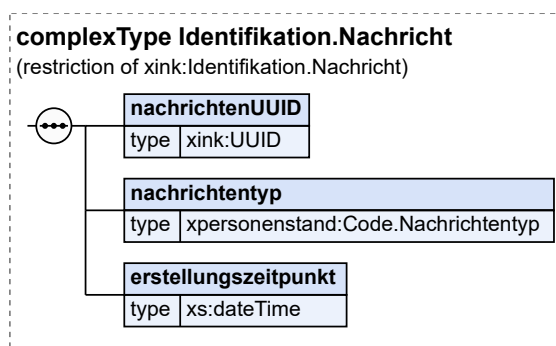 complexType Identifikation.Nachricht
(restriction of xink:Identifikation.Nachricht)
nachrichtenUUID
type xink:UUID
nachrichtentyp
type xpersonenstand:Code.Nachrichtentyp
erstellungszeitpunkt
type xs:dateTime